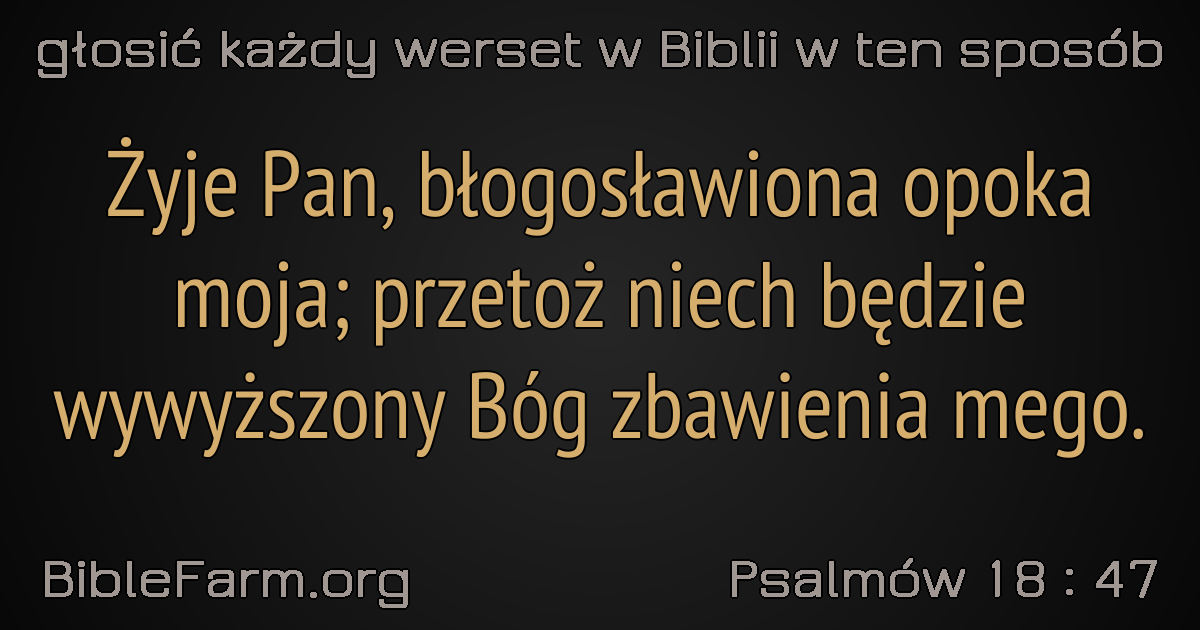 głosić każdy werset w Biblii w ten sposób
Żyje Pan, błogosławiona opoka
moja; przetoż niech będzie
wywyższony Bóg zbawienia mego.
BibleFarm.org
Psalmów 18 : 47